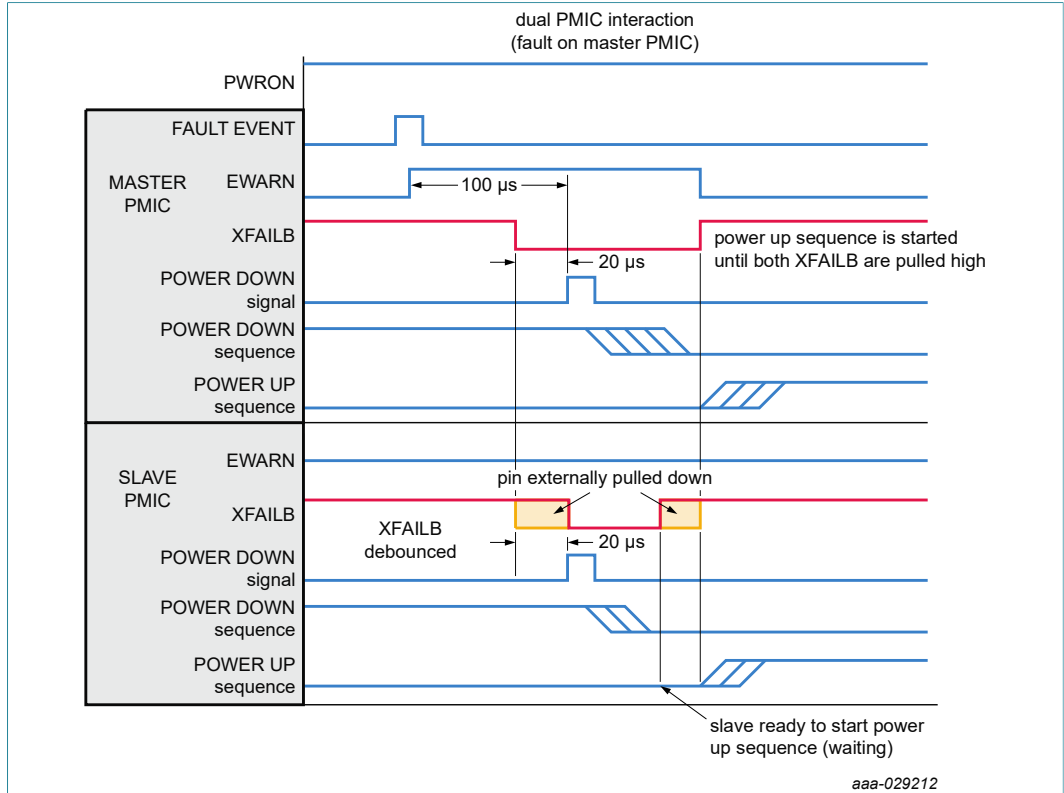 dual PMIC interaction
(fault on master PMIC)
PWRON
FAULT EVENT
MASTER
PMIC
EWARN
100 µs
XFAILB
power up sequence is started
until both XFAILB are pulled high
20 µs
POWER DOWN
signal
POWER DOWN
sequence
POWER UP
sequence
SLAVE
PMIC
EWARN
pin externally pulled down
XFAILB
XFAILB
debounced
20 µs
POWER DOWN
signal
POWER DOWN
sequence
POWER UP
sequence
slave ready to start power
up sequence (waiting)
aaa-029212